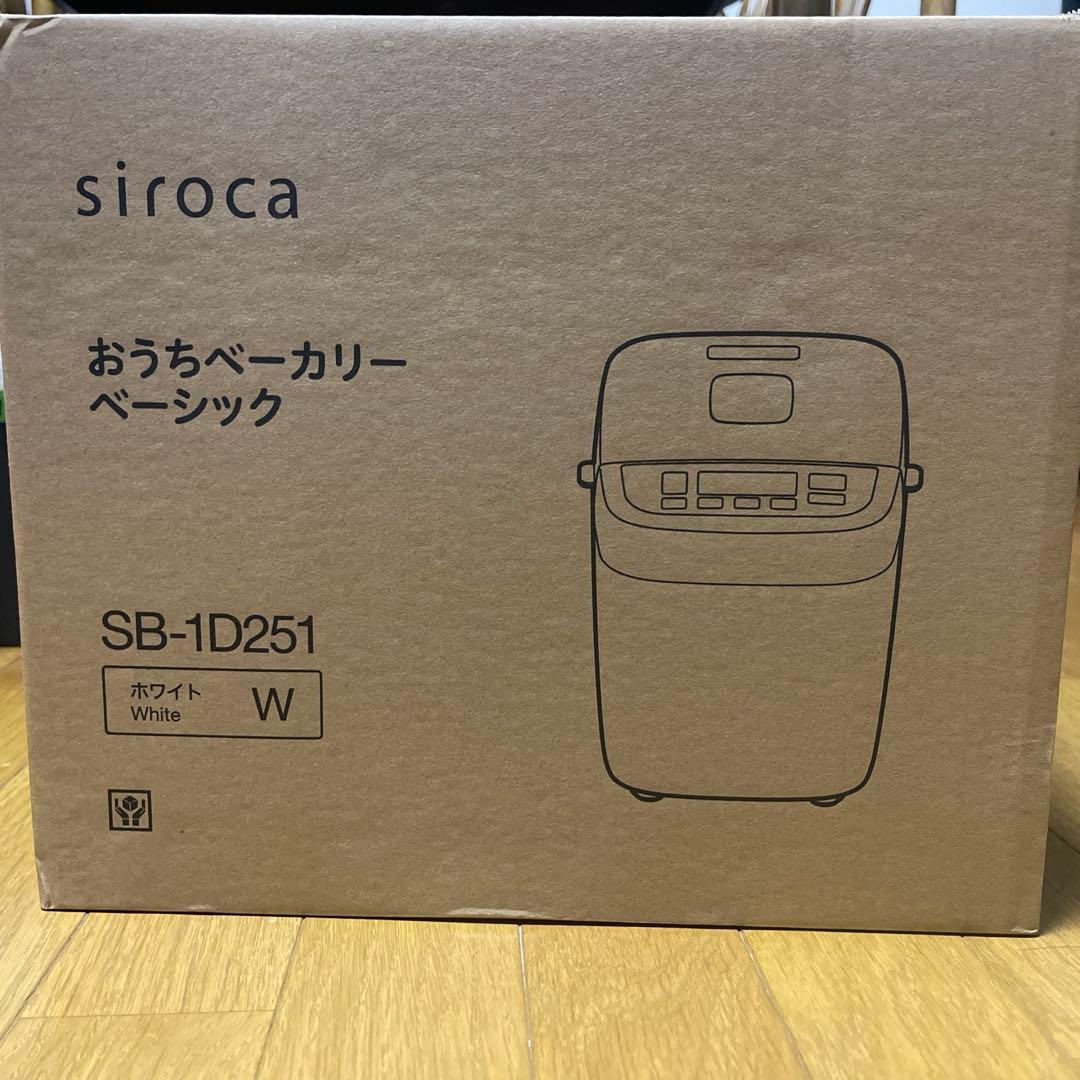 siroca
おうちベーカリー
ベーシック
SB-1D251
ホワイト
White
W